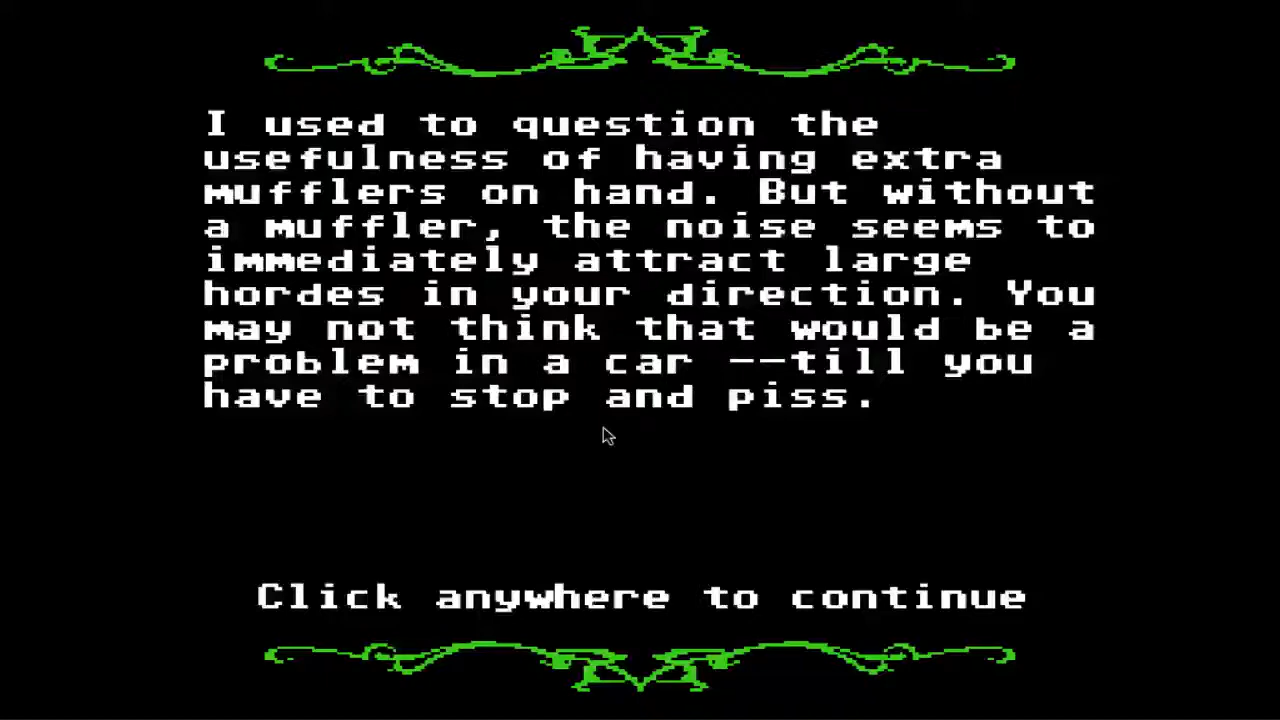 I used to question the
usefulness of having extra
mufflers on hand. But without
a muffler, the noise seems to
immediately attract large
hordes in your direction. You
may not think that would be a
problem in a car --till you
have to stop and piss.
Click anywhere to continue